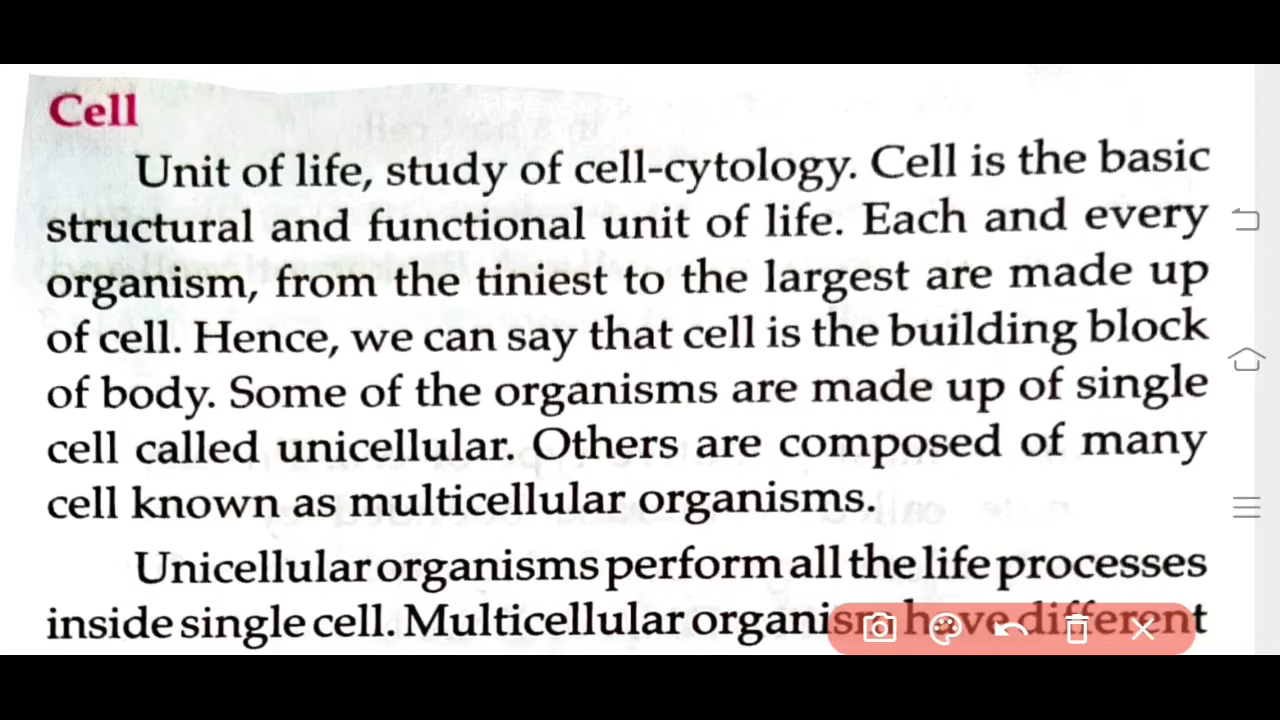 Cell
Unit of life, study of cell-cytology. Cell is the basic
structural and functional unit of life. Each and every
organism, from the tiniest to the largest are made up
of cell. Hence, we can say that cell is the building block
of body. Some of the organisms are made up of single
cell called unicellular. Others are composed of many
cell known as multicellular organisms.
Unicellular organisms perform all the life processes
inside single cell. Multicellular organism have different